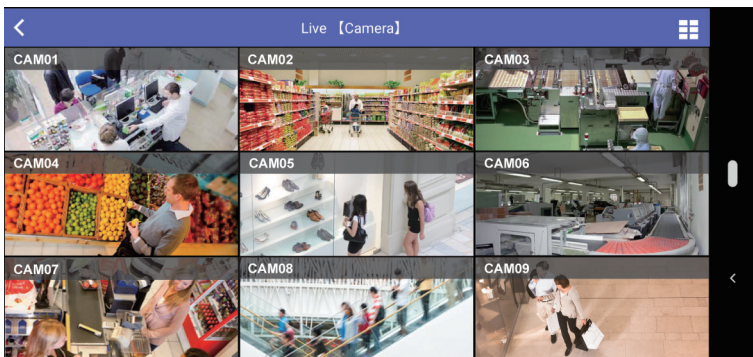 Live 【Camera】
CAM01
CAM02
CAM03
CAM04
CAM05
CAM06
CAM07
CAM08
CAM09